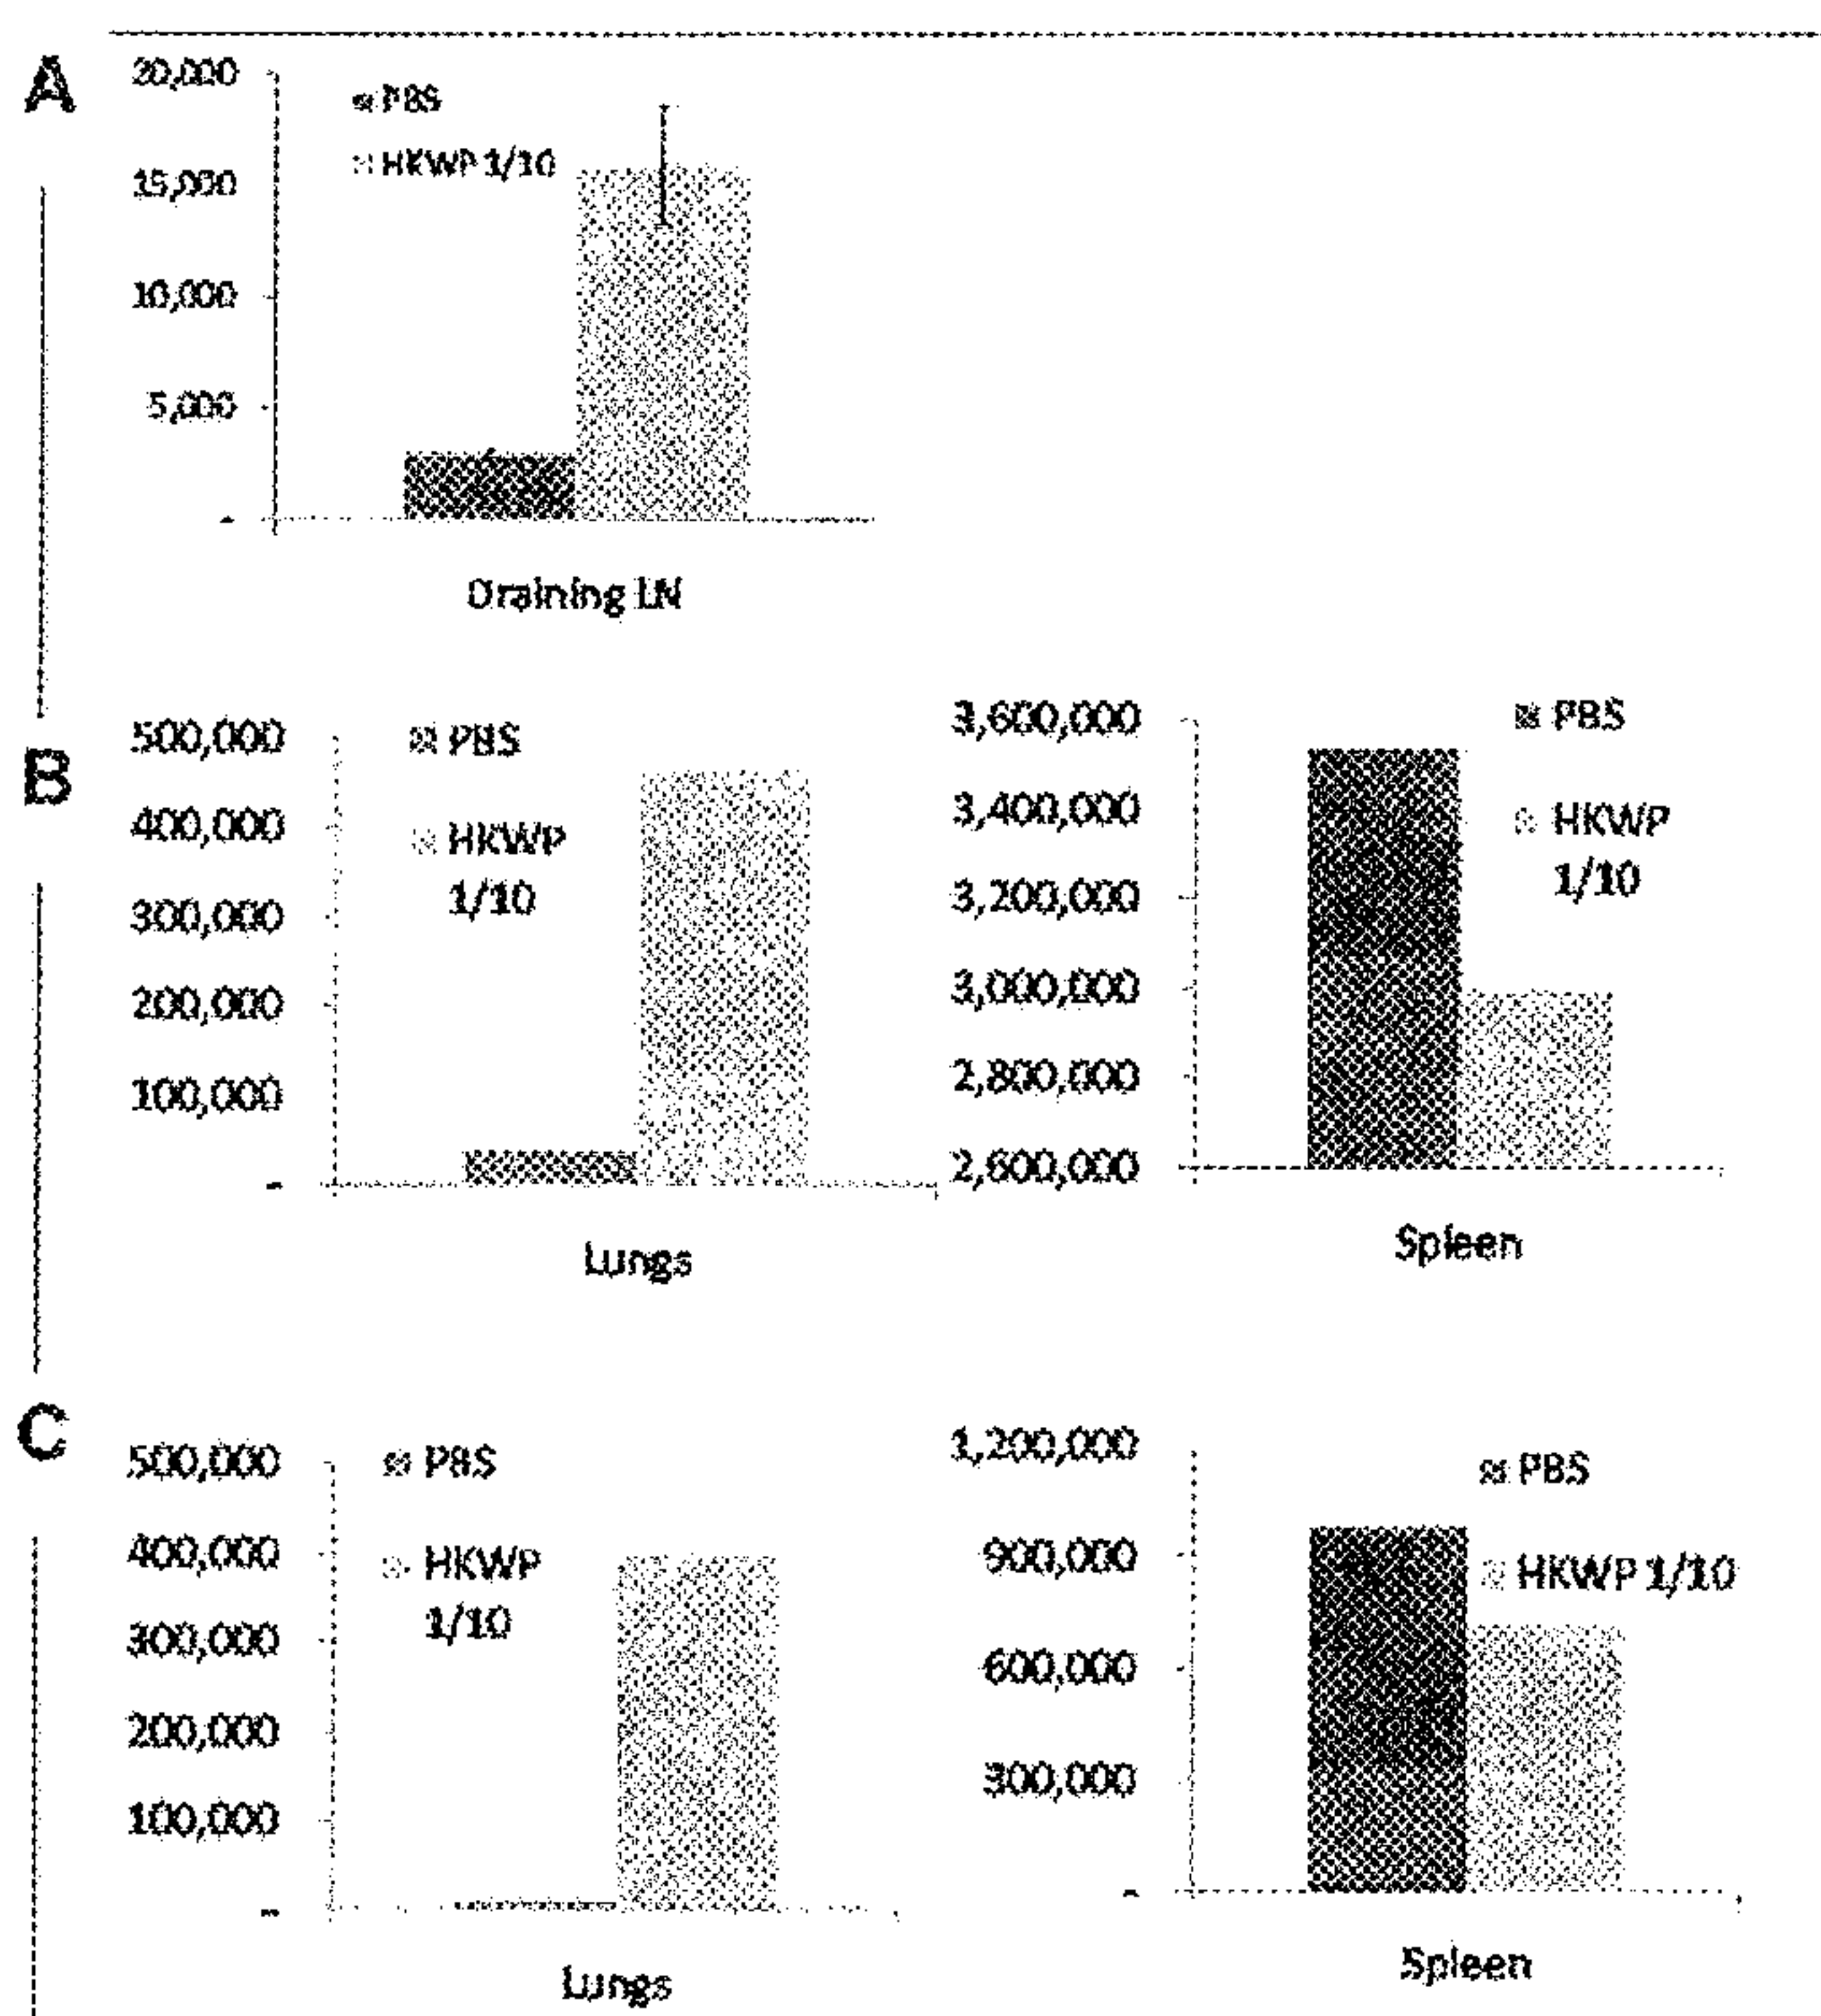 A
20,000
15,000
10,000
5,000
-
PBS
HKWP 1/10
Draining LN
B
500,000
400,000
300,000
200,000
100,000
-
PBS
HKWP
1/10
Lungs
3,600,000
3,400,000
3,200,000
3,000,000
2,800,000
2,600,000
PBS
HKWP
1/10
Spleen
C
500,000
400,000
300,000
200,000
100,000
-
PBS
HKWP
1/10
Lungs
1,200,000
900,000
600,000
300,000
-
PBS
HKWP 1/10
Spleen